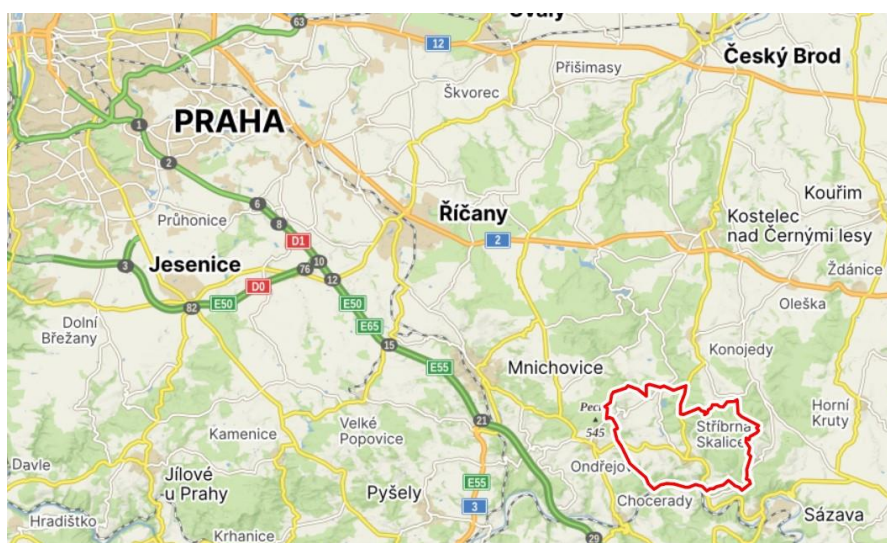 Úvaly
63
12
Český Brod
Přišimasy
Škvorec
1
PRAHA
2
Kouřim
6
Průhonice
8
Říčany
Kostelec
nad Černými lesy
D1
2
3
Jesenice
10
76
12
Ždánice
D0
E50
E50
82
Oleška
Dolní
Břežany
E65
15
Konojedy
E55
Mnichovice
545
21
Velké
Popovice
Kamenice
Stříbrná
Skalice
Horní
Kruty
Davle
Jílové
u Prahy
Ondřejov
E55
Pyšely
Chocerady
3
Sázava
Hradištko
Krhanice
29